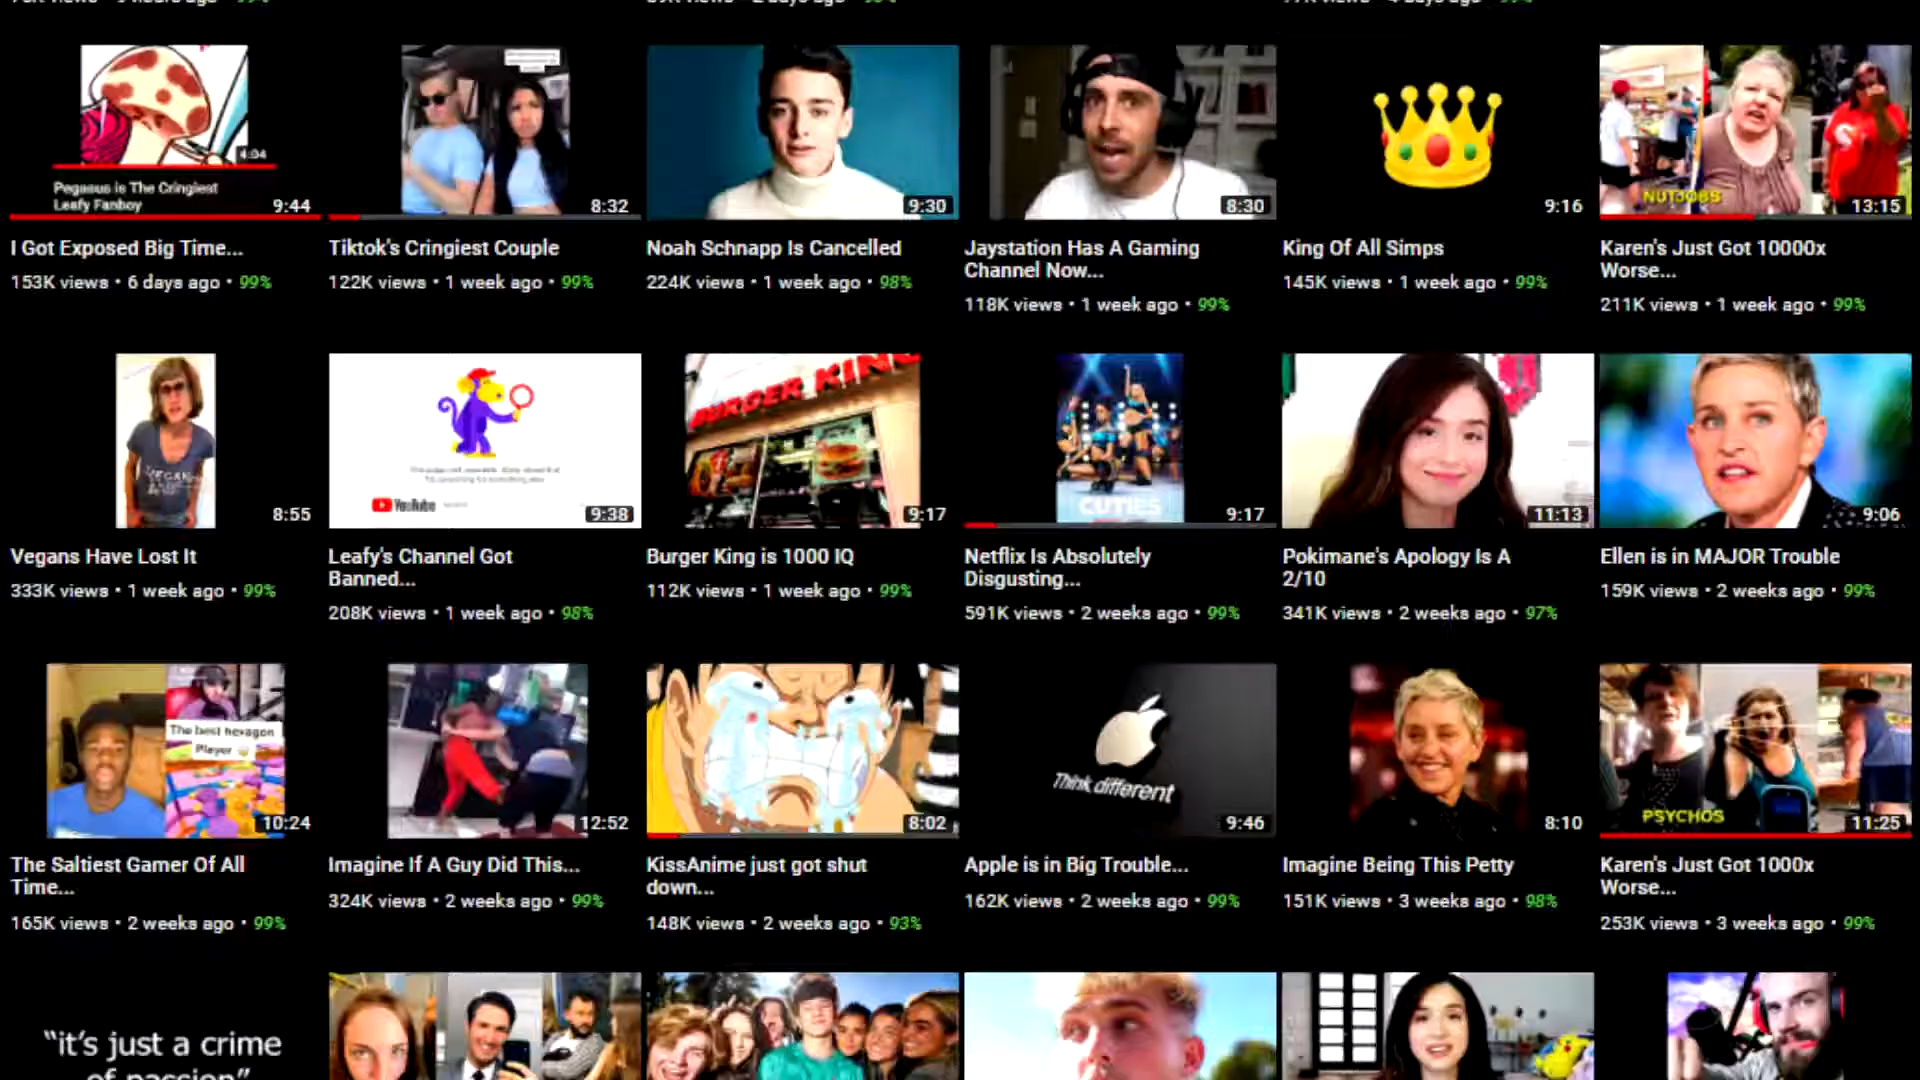 4:04
Pegasus is The Cringiest
Leafy Fanboy
9:44
8:32
9:30
8:30
9:16
NUTJOBS
13:15
I Got Exposed Big Time...
153K views • 6 days ago • 99%
Tiktok's Cringiest Couple
122K views • 1 week ago • 99%
Noah Schnapp Is Cancelled
224K views • 1 week ago • 98%
Jaystation Has A Gaming
Channel Now...
118K views • 1 week ago • 99%
King Of All Simps
145K views • 1 week ago • 99%
Karen's Just Got 10000x
Worse...
211K views • 1 week ago • 99%
8:55
YouTube
9:38
BURGER KING
9:17
CUTIES
9:17
11:13
9:06
Vegans Have Lost It
333K views • 1 week ago • 99%
Leafy's Channel Got
Banned...
208K views • 1 week ago • 98%
Burger King is 1000 IQ
112K views • 1 week ago • 99%
Netflix Is Absolutely
Disgusting...
591K views • 2 weeks ago • 99%
Pokimane's Apology Is A
2/10
341K views • 2 weeks ago • 97%
Ellen is in MAJOR Trouble
159K views • 2 weeks ago • 99%
The best hexagon
Player
10:24
12:52
8:02
Think different
9:46
8:10
PSYCHOS
11:25
The Saltiest Gamer Of All
Time...
165K views • 2 weeks ago • 99%
Imagine If A Guy Did This...
324K views • 2 weeks ago • 99%
KissAnime just got shut
down...
148K views • 2 weeks ago • 93%
Apple is in Big Trouble...
162K views • 2 weeks ago • 99%
Imagine Being This Petty
151K views • 3 weeks ago • 98%
Karen's Just Got 1000x
Worse...
253K views • 3 weeks ago • 99%
"it's just a crime
of passion"